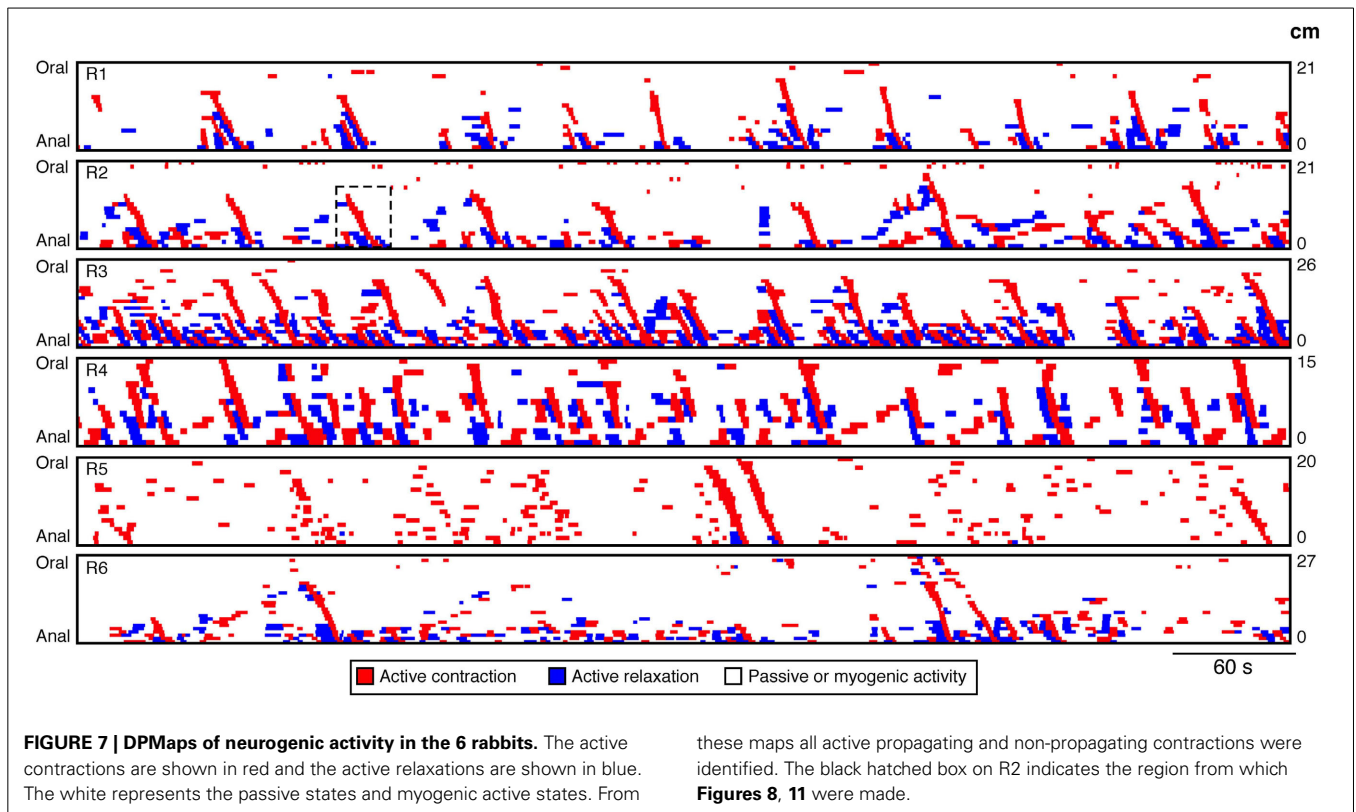 cm
Oral R1 21
Anal 0
Oral R2 21
Anal 0
Oral R3 26
Anal 0
Oral R4 15
Anal 0
Oral R5 20
Anal 0
Oral R6 27
Anal 0
60 s
Active contraction Active relaxation Passive or myogenic activity
FIGURE 7 | DPMaps of neurogenic activity in the 6 rabbits. The active
contractions are shown in red and the active relaxations are shown in blue.
The white represents the passive states and myogenic active states. From
these maps all active propagating and non-propagating contractions were
identified. The black hatched box on R2 indicates the region from which
Figures 8, 11 were made.